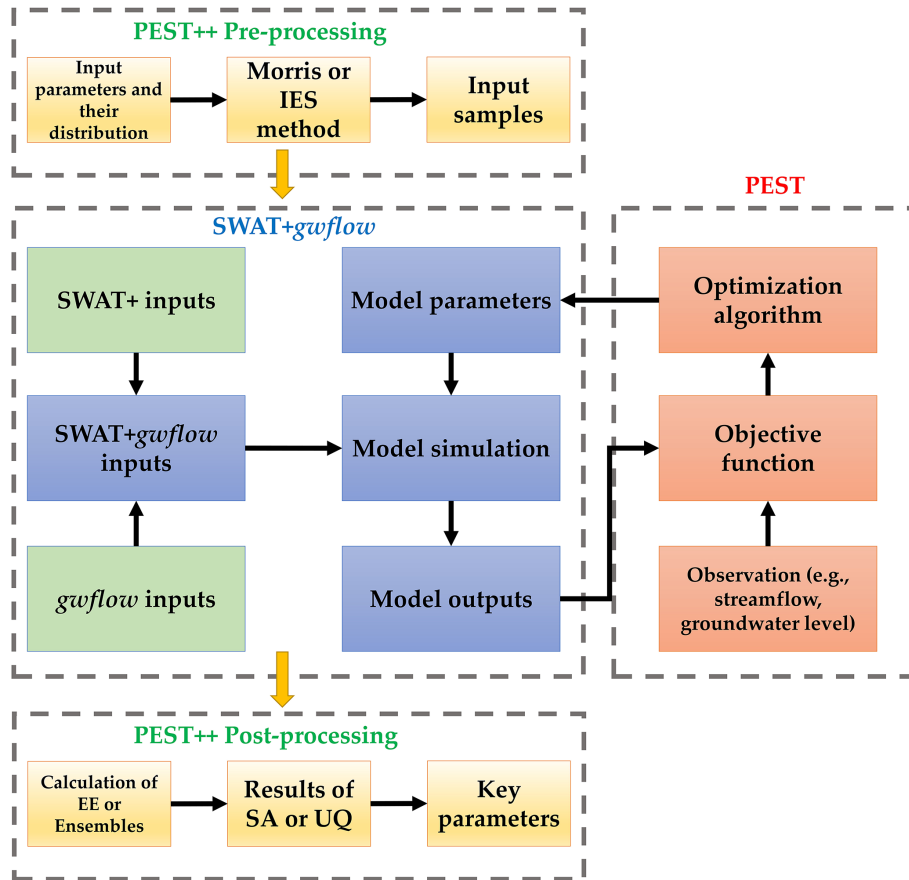 PEST++ Pre-processing
Input
parameters and
their
distribution
Morris or
IES
method
Input
samples
PEST
SWAT+gwflow
SWAT+ inputs
Model parameters
Optimization
algorithm
SWAT+gwflow
inputs
Model simulation
Objective
function
gwflow inputs
Model outputs
Observation (e.g.,
streamflow,
groundwater level)
PEST++ Post-processing
Calculation of
EE or
Ensembles
Results of
SA or UQ
Key
parameters